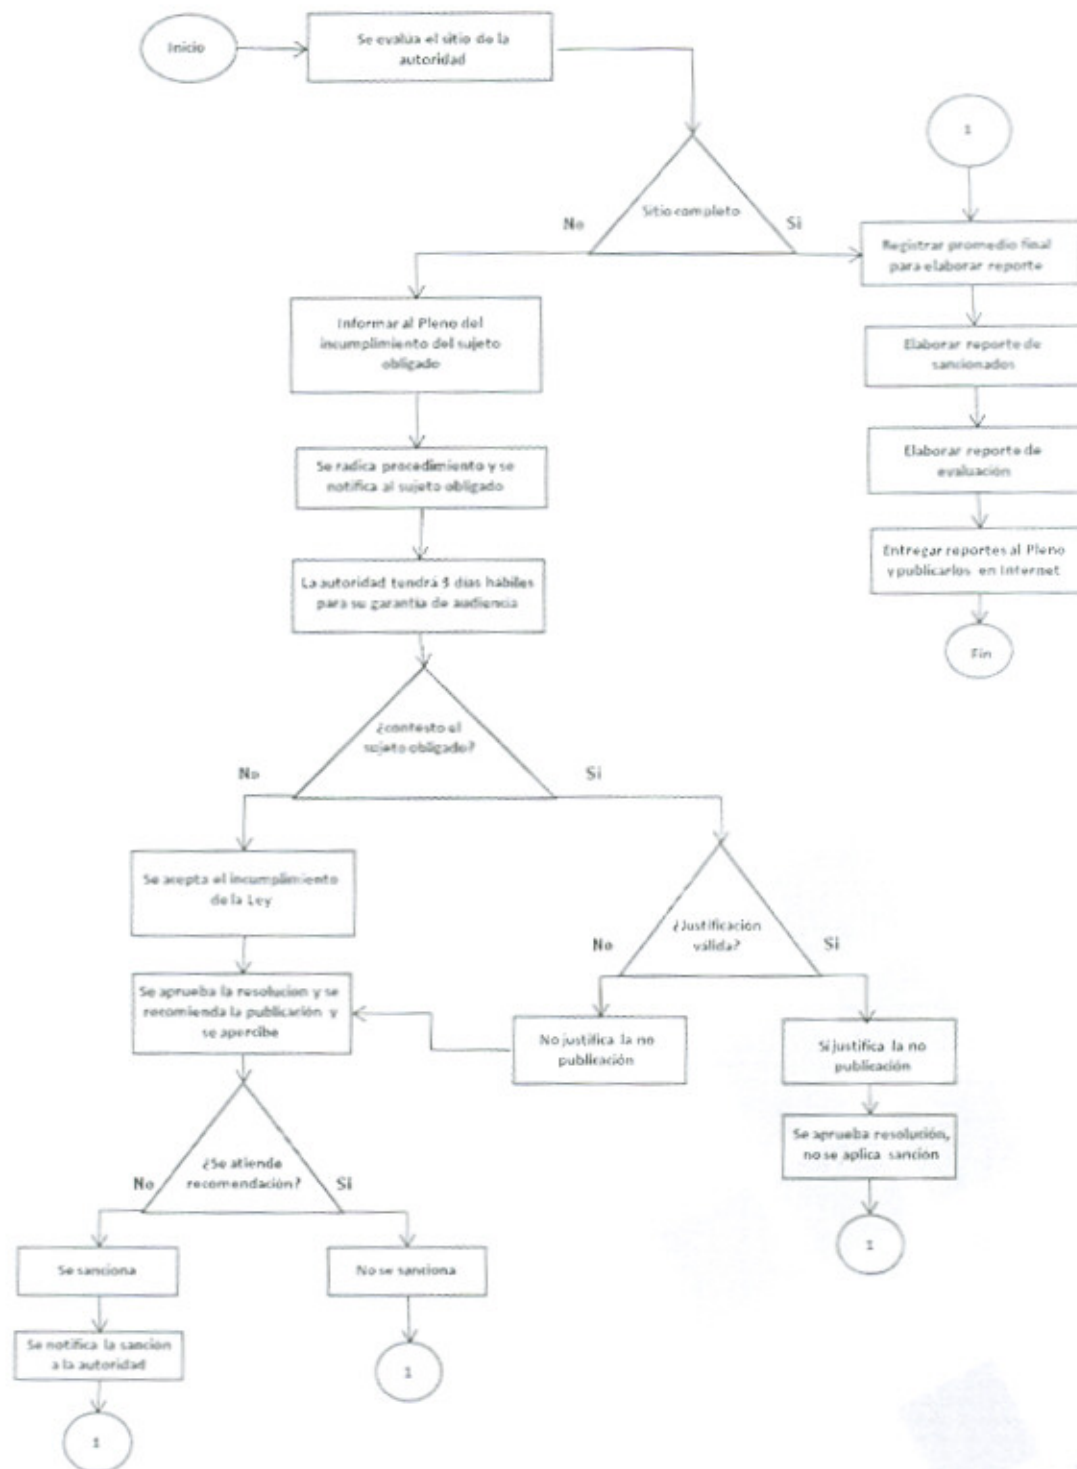 Inicio
Se evalúa el sitio de la
autoridad
1
Sitio completo
No
Si
Registrar promedio final
para elaborar reporte
Informar al Pleno del
incumplimiento del sujeto
obligado
Elaborar reporte de
sancionados
Se radica procedimiento y se
notifica al sujeto obligado
Elaborar reporte de
evaluación
Entregar reportes al Pleno
y publicarlos en Internet
La autoridad tendrá 3 días hábiles
para su garantía de audiencia
Fin
¿contesto el
sujeto obligado?
No
Si
Se acepta el incumplimiento
de la Ley
¿Justificación
válida?
No
Si
Se aprueba la resolucion y se
recomienda la publicación y
se apercibe
No justifica la no
publicación
Sí justifica la no
publicación
Se aprueba resolución,
no se aplica sanción
¿Se atiende
recomendación?
No
Si
1
Se sanciona
No se sanciona
Se notifica la sanción
a la autoridad
1
1